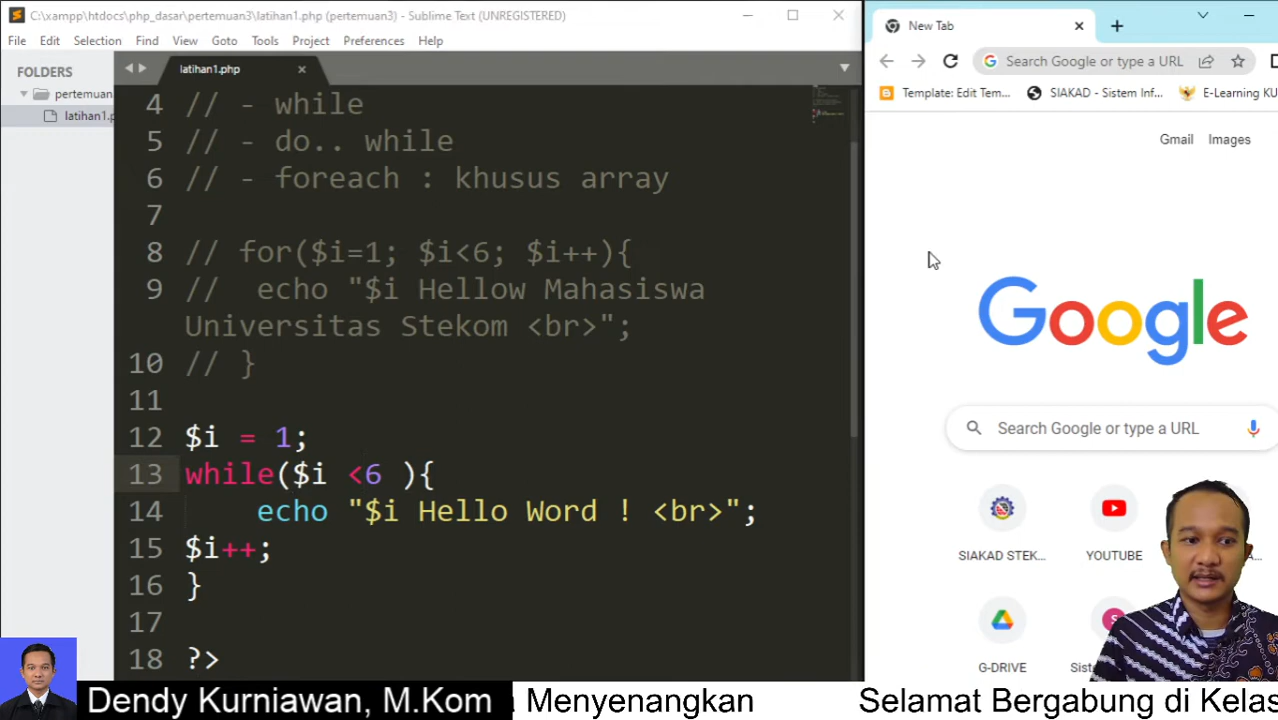 C:\xampp\htdocs\php_dasar\pertemuan3\latihan1.php (pertemuan3) - Sublime Text (UNREGISTERED)
File Edit Selection Find View Goto Tools Project Preferences Help
FOLDERS
pertemuan
latihan1.p
latihan1.php
4 // - while
5 // - do.. while
6 // - foreach : khusus array
7
8 // for($i=1; $i<6; $i++){
9 //  echo "$i Hellow Mahasiswa
Universitas Stekom <br>";
10 // }
11
12 $i = 1;
13 while($i <6 ){
14     echo "$i Hello Word ! <br>";
15 $i++;
16 }
17
18 ?>
New Tab
Search Google or type a URL
Template: Edit Tem... SIAKAD - Sistem Inf... E-Learning KU
Gmail Images
Google
Search Google or type a URL
SIAKAD STEK... YOUTUBE
G-DRIVE
Dendy Kurniawan, M.Kom
Menyenangkan Selamat Bergabung di Kelas